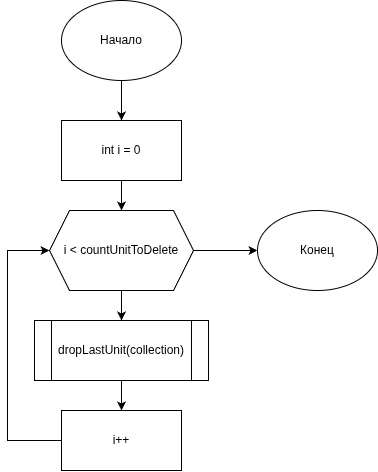 Начало
int i = 0
i < countUnitToDelete
Конец
dropLastUnit(collection)
i++